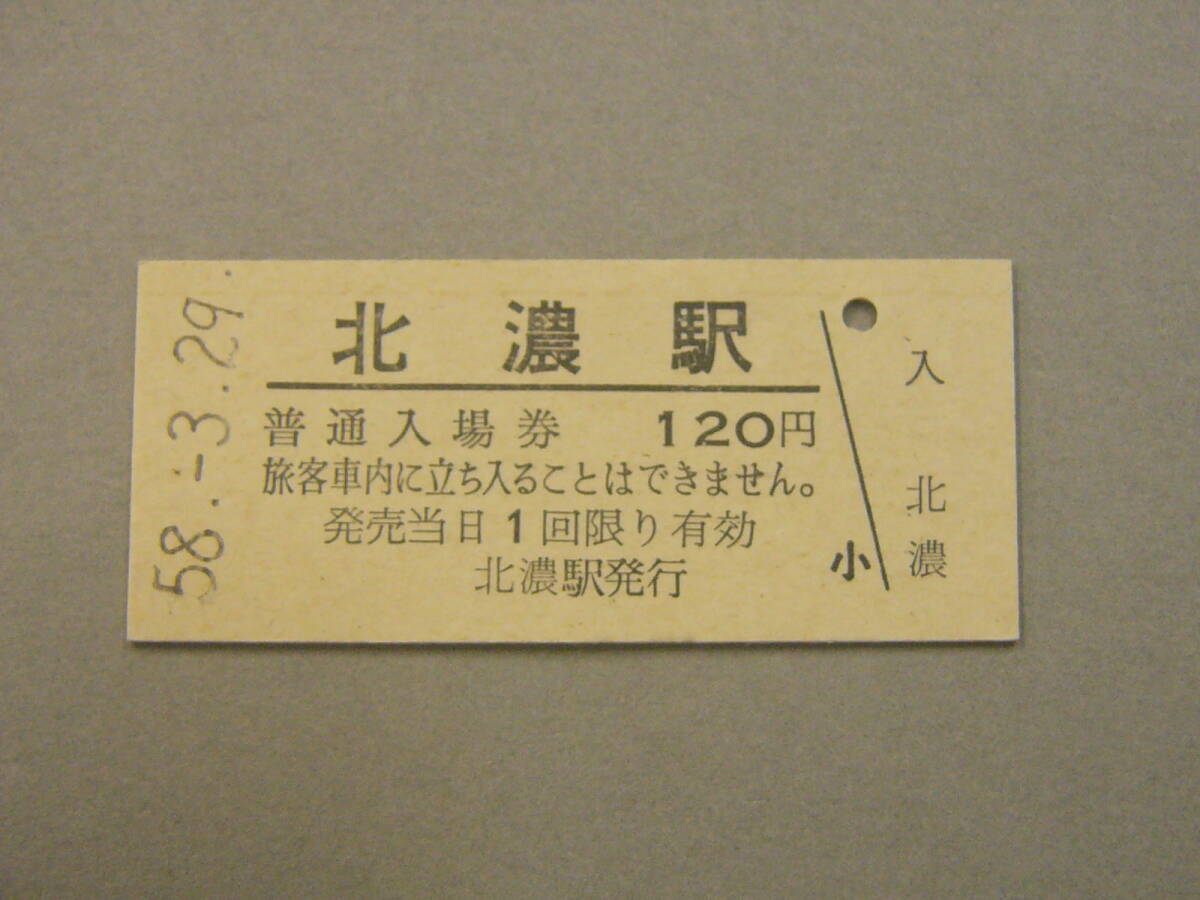 58.-3.29.
北濃駅
普通入場券 120円
旅客車内に立ち入ることはできません。
発売当日1回限り有効
北濃駅発行
小
入
北濃